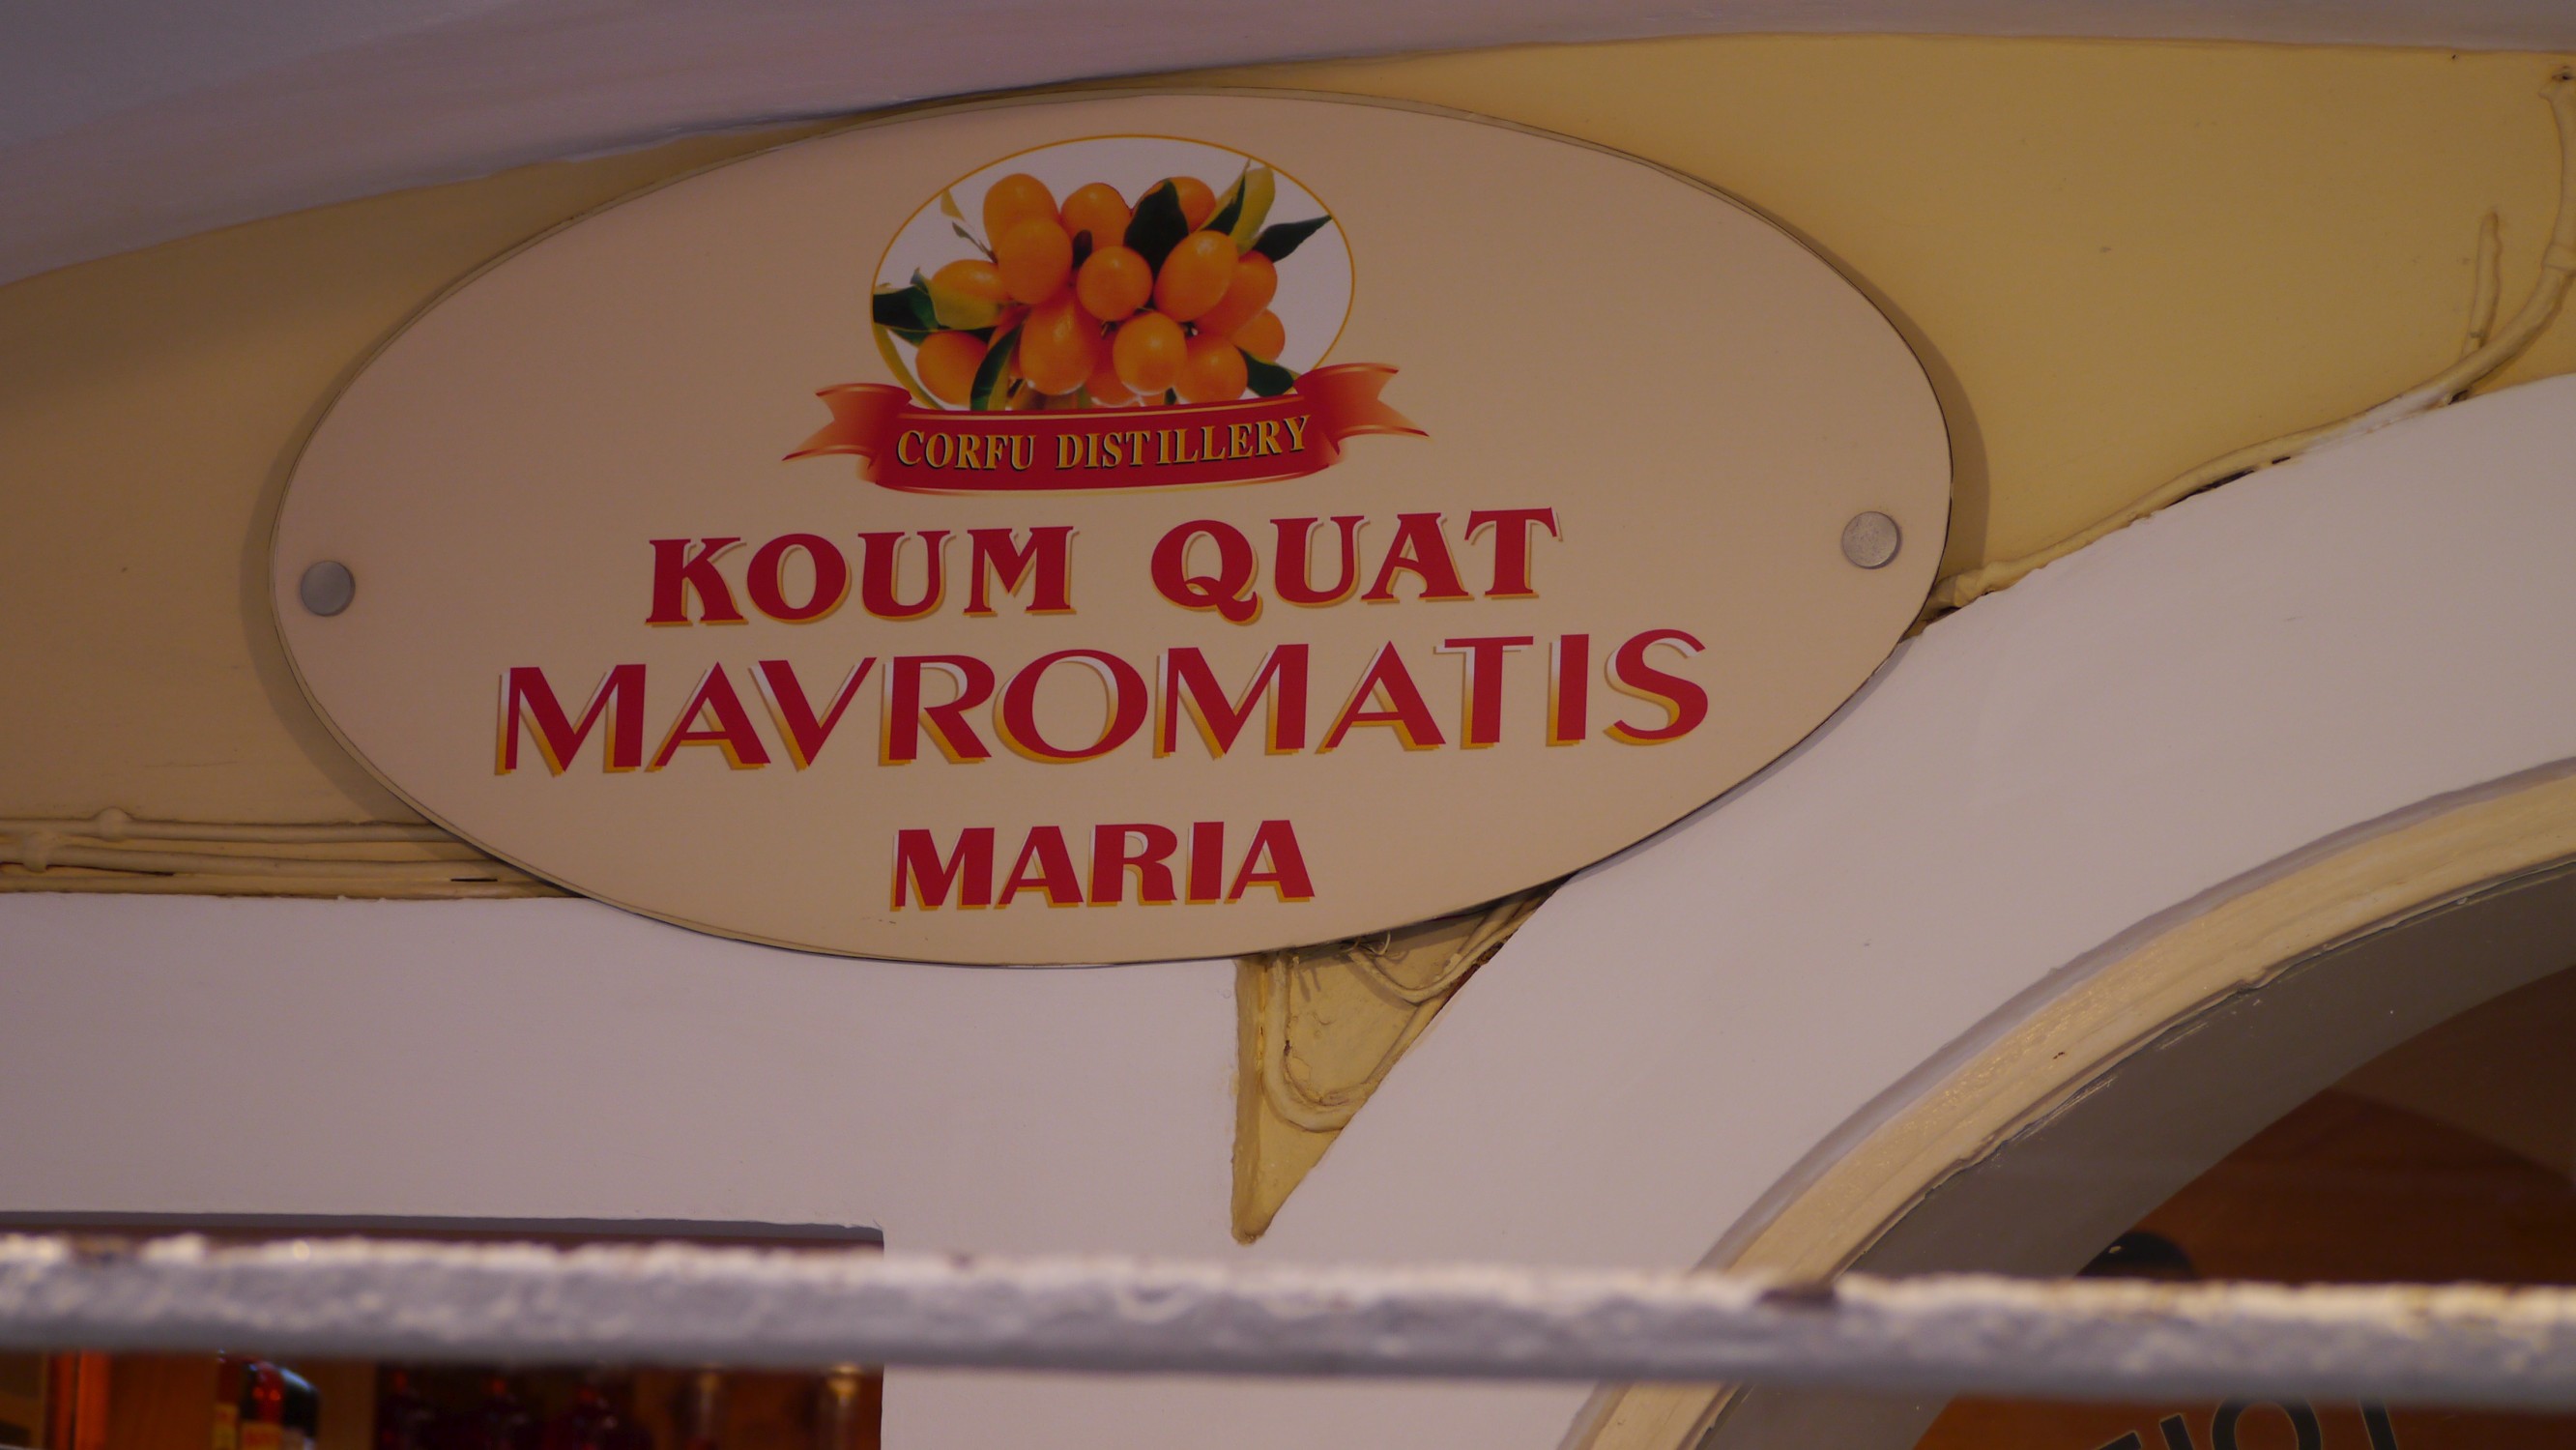 CORFU DISTILLERY
KOUM QUAT
MAVROMATIS
MARIA